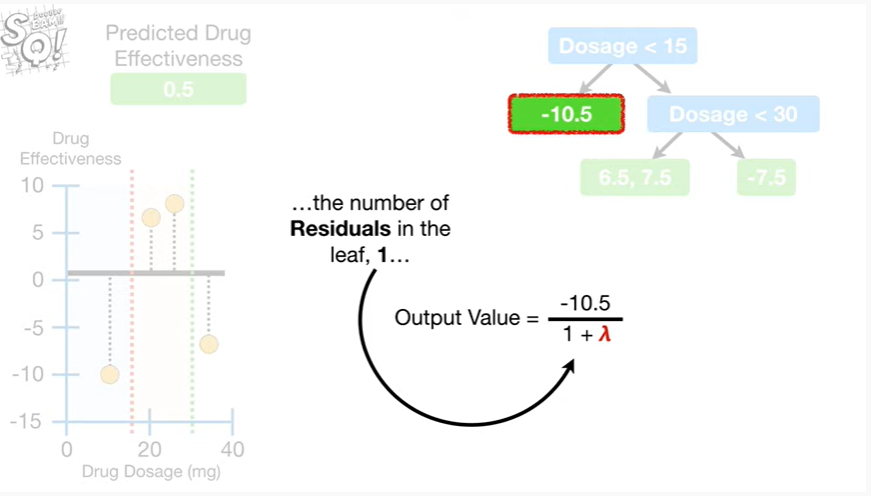 SQ!
Predicted Drug
Effectiveness
0.5
Dosage < 15
-10.5
Dosage < 30
6.5, 7.5
-7.5
Drug
Effectiveness
10
5
0
-5
-10
-15
0
20
40
Drug Dosage (mg)
…the number of
Residuals in the
leaf, 1…
Output Value = -10.5
1 + λ